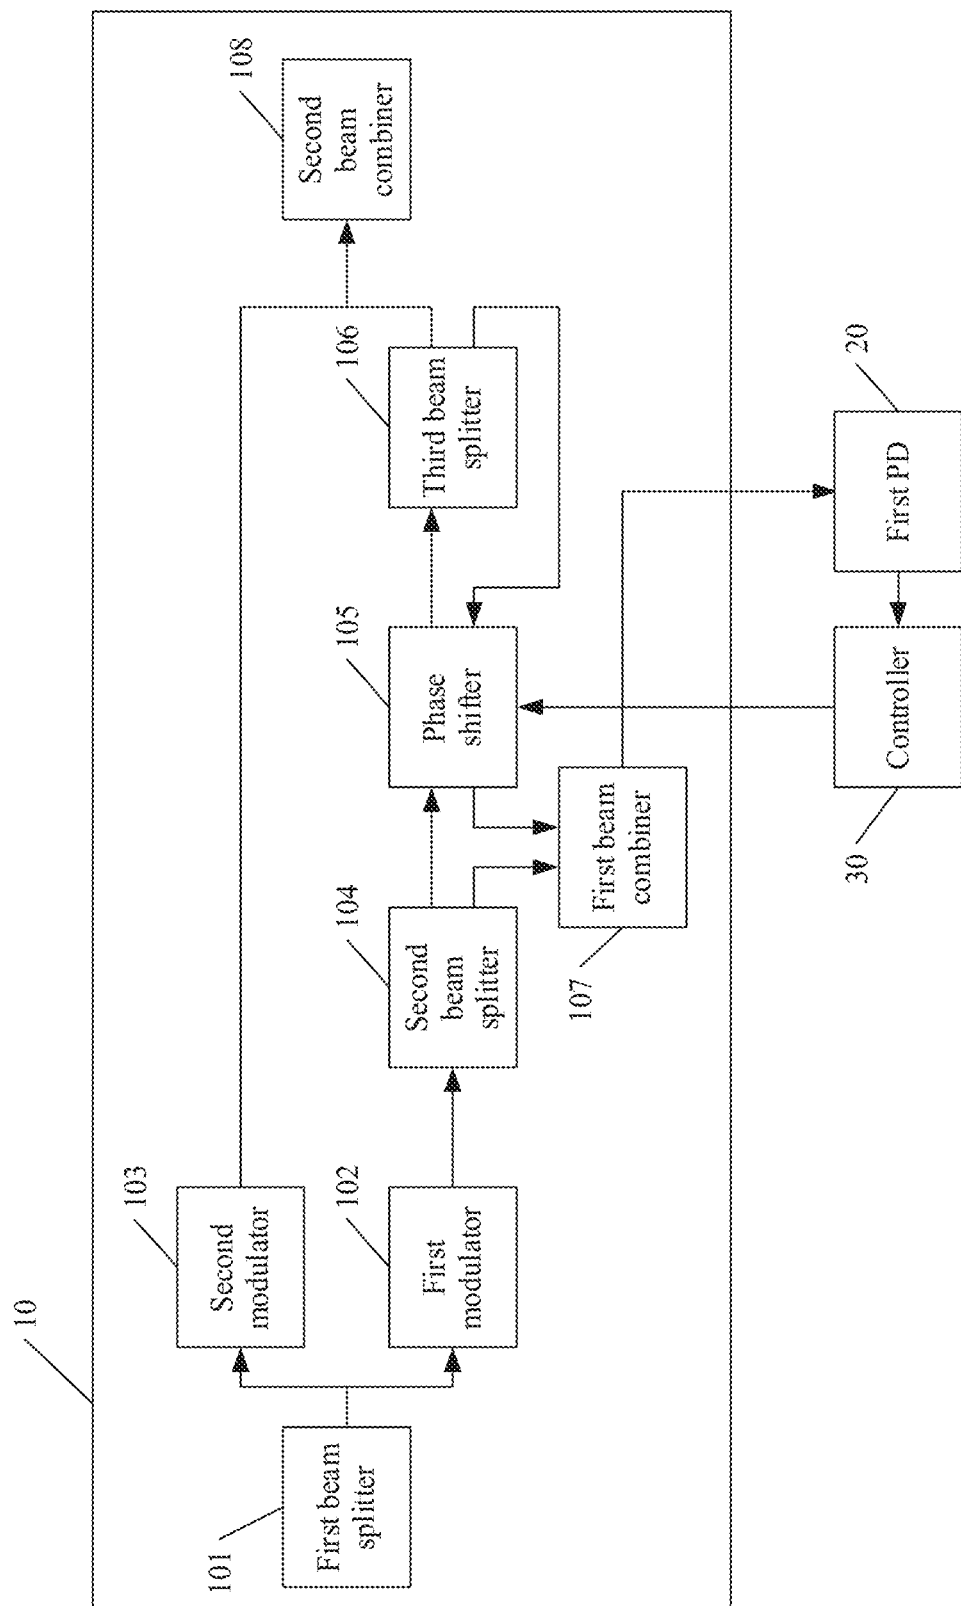 10
101
First beam
splitter
103
Second
modulator
102
First
modulator
104
Second
beam
splitter
105
Phase
shifter
106
Third beam
splitter
108
Second
beam
combiner
107
First beam
combiner
30
Controller
20
First PD